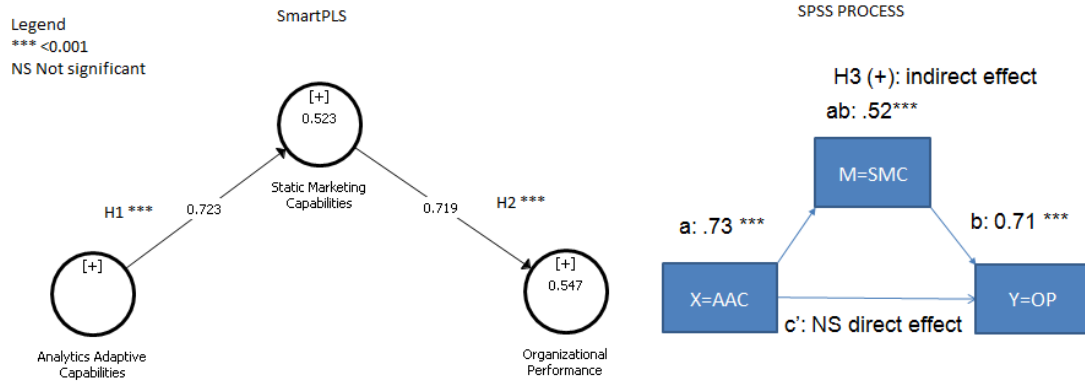 Legend
*** <0.001
NS Not significant
SmartPLS
[+]
0.523
Static Marketing
Capabilities
H1 ***
0.723
0.719
H2 ***
[+]
Analytics Adaptive
Capabilities
[+]
0.547
Organizational
Performance
SPSS PROCESS
H3 (+): indirect effect
ab: .52***
M=SMC
a: .73 ***
b: 0.71 ***
X=AAC
Y=OP
c’: NS direct effect